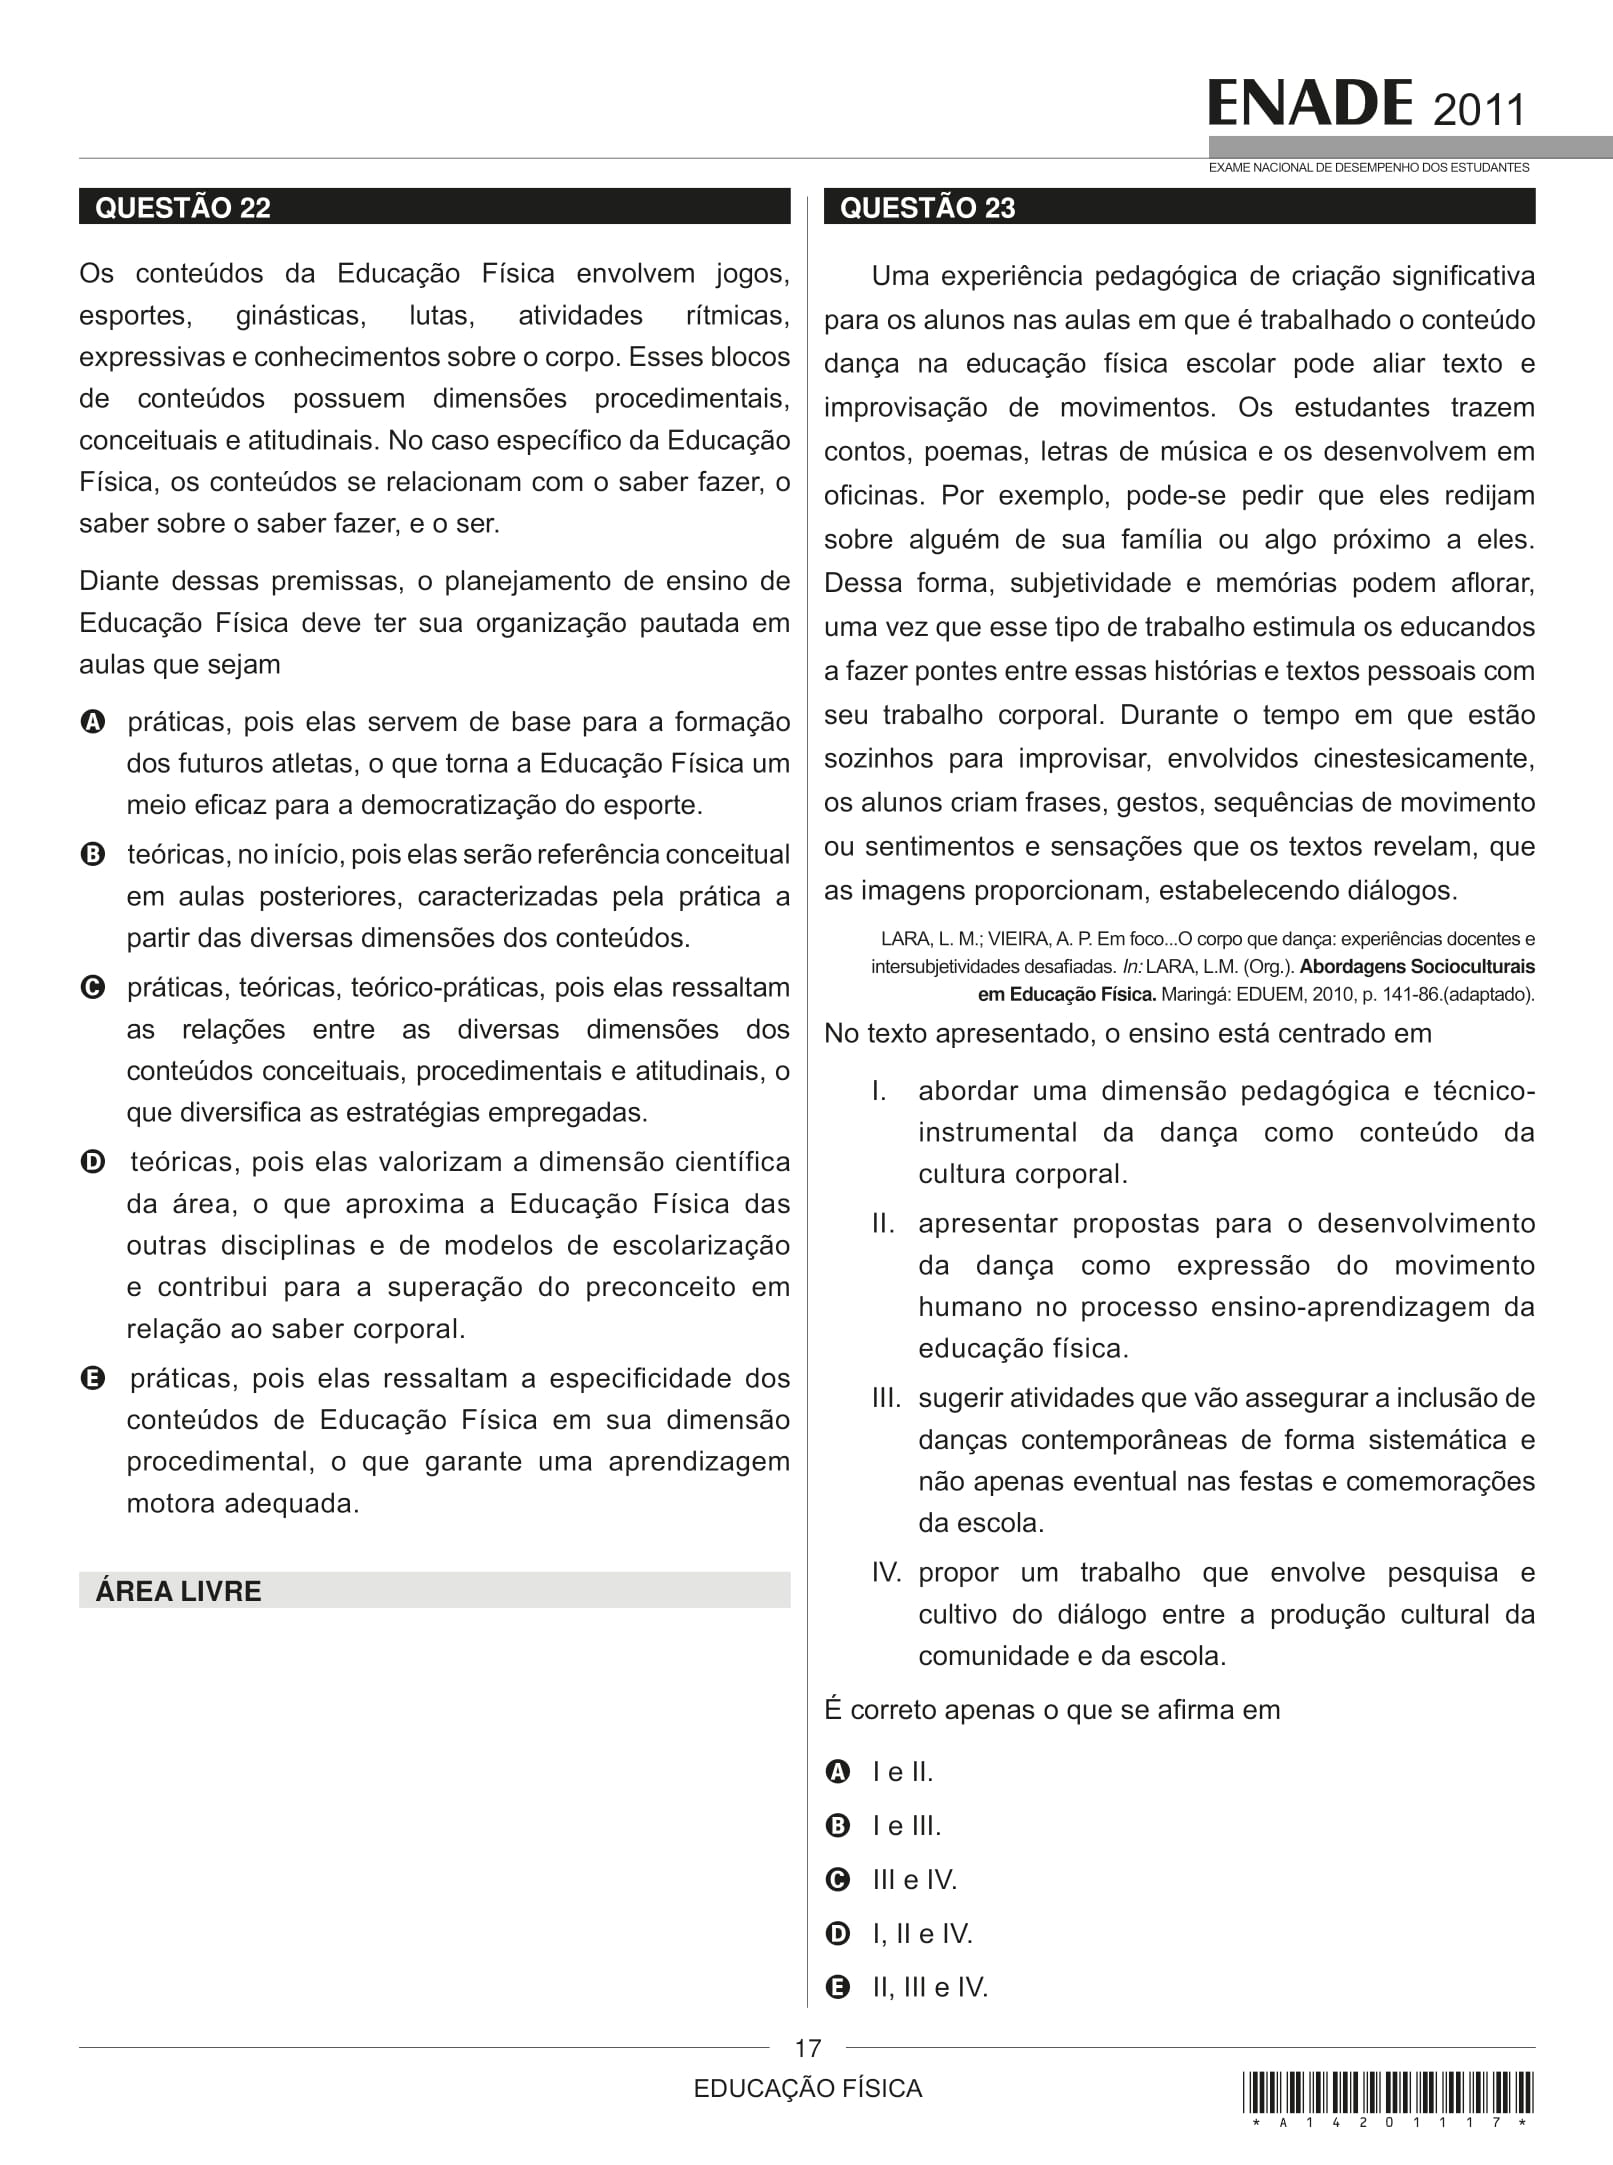 ENADE 2011
EXAME NACIONAL DE DESEMPENHO DOS ESTUDANTES
QUESTÃO 22
Os conteúdos da Educação Física envolvem jogos,
esportes, ginásticas, lutas, atividades rítmicas,
expressivas e conhecimentos sobre o corpo. Esses blocos
de conteúdos possuem dimensões procedimentais,
conceituais e atitudinais. No caso específico da Educação
Física, os conteúdos se relacionam com o saber fazer, o
saber sobre o saber fazer, e o ser.
Diante dessas premissas, o planejamento de ensino de
Educação Física deve ter sua organização pautada em
aulas que sejam
A práticas, pois elas servem de base para a formação
dos futuros atletas, o que torna a Educação Física um
meio eficaz para a democratização do esporte.
B teóricas, no início, pois elas serão referência conceitual
em aulas posteriores, caracterizadas pela prática a
partir das diversas dimensões dos conteúdos.
C práticas, teóricas, teórico-práticas, pois elas ressaltam
as relações entre as diversas dimensões dos
conteúdos conceituais, procedimentais e atitudinais, o
que diversifica as estratégias empregadas.
D teóricas, pois elas valorizam a dimensão científica
da área, o que aproxima a Educação Física das
outras disciplinas e de modelos de escolarização
e contribui para a superação do preconceito em
relação ao saber corporal.
E práticas, pois elas ressaltam a especificidade dos
conteúdos de Educação Física em sua dimensão
procedimental, o que garante uma aprendizagem
motora adequada.
ÁREA LIVRE
QUESTÃO 23
Uma experiência pedagógica de criação significativa
para os alunos nas aulas em que é trabalhado o conteúdo
dança na educação física escolar pode aliar texto e
improvisação de movimentos. Os estudantes trazem
contos, poemas, letras de música e os desenvolvem em
oficinas. Por exemplo, pode-se pedir que eles redijam
sobre alguém de sua família ou algo próximo a eles.
Dessa forma, subjetividade e memórias podem aflorar,
uma vez que esse tipo de trabalho estimula os educandos
a fazer pontes entre essas histórias e textos pessoais com
seu trabalho corporal. Durante o tempo em que estão
sozinhos para improvisar, envolvidos cinestesicamente,
os alunos criam frases, gestos, sequências de movimento
ou sentimentos e sensações que os textos revelam, que
as imagens proporcionam, estabelecendo diálogos.
LARA, L. M.; VIEIRA, A. P. Em foco...O corpo que dança: experiências docentes e
intersubjetividades desafiadas. In: LARA, L.M. (Org.). Abordagens Socioculturais
em Educação Física. Maringá: EDUEM, 2010, p. 141-86.(adaptado).
No texto apresentado, o ensino está centrado em
I. abordar uma dimensão pedagógica e técnico-
instrumental da dança como conteúdo da
cultura corporal.
II. apresentar propostas para o desenvolvimento
da dança como expressão do movimento
humano no processo ensino-aprendizagem da
educação física.
III. sugerir atividades que vão assegurar a inclusão de
danças contemporâneas de forma sistemática e
não apenas eventual nas festas e comemorações
da escola.
IV. propor um trabalho que envolve pesquisa e
cultivo do diálogo entre a produção cultural da
comunidade e da escola.
É correto apenas o que se afirma em
A I e II.
B I e III.
C III e IV.
D I, II e IV.
E II, III e IV.
17
EDUCAÇÃO FÍSICA
* A 1 4 2 0 1 1 1 7 *